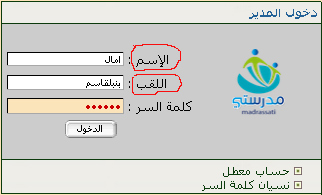 دخول المدير
الإسم : امال
اللقب : بنبلقاسم
كلمة السر : ●●●●●●
الدخول
مدرستي
madrassati
حساب معطل
نسيان كلمة السر